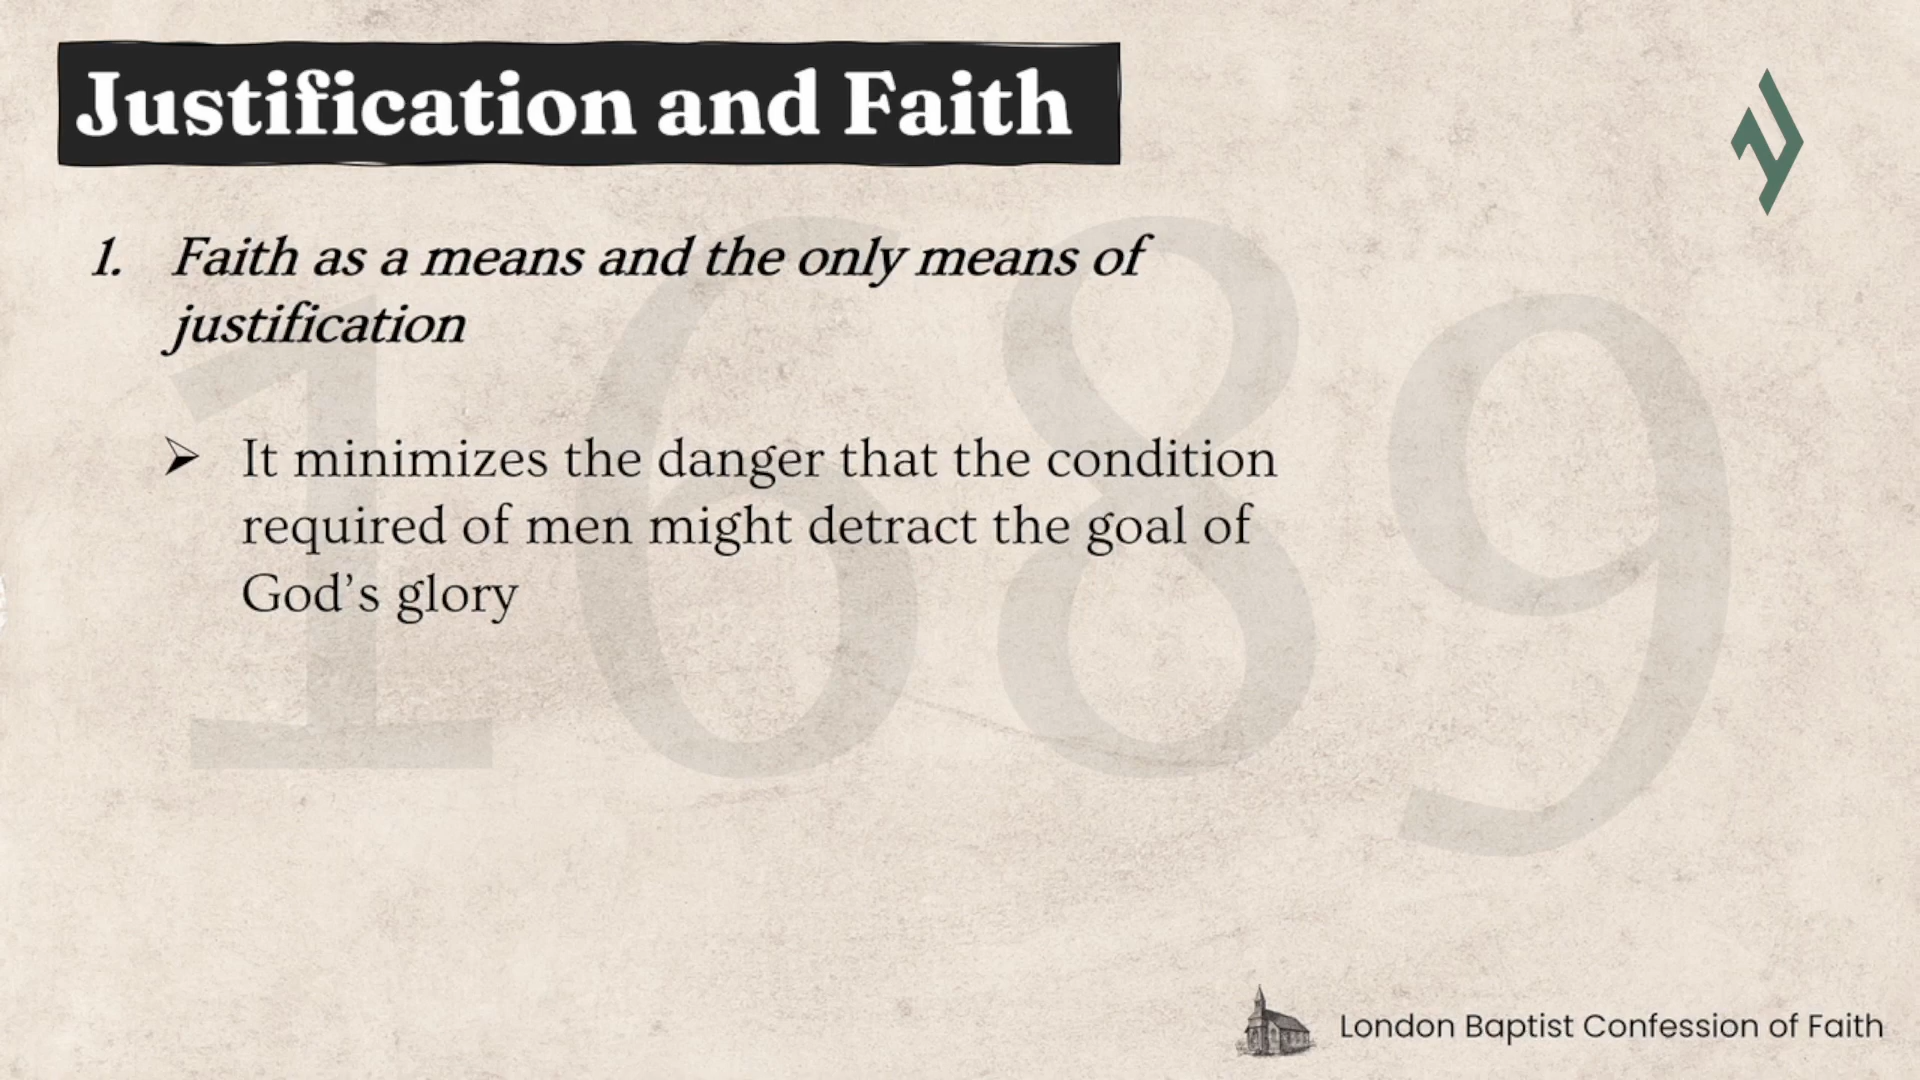 Justification and Faith
1. Faith as a means and the only means of
justification
➢ It minimizes the danger that the condition
required of men might detract the goal of
God’s glory
1689
London Baptist Confession of Faith